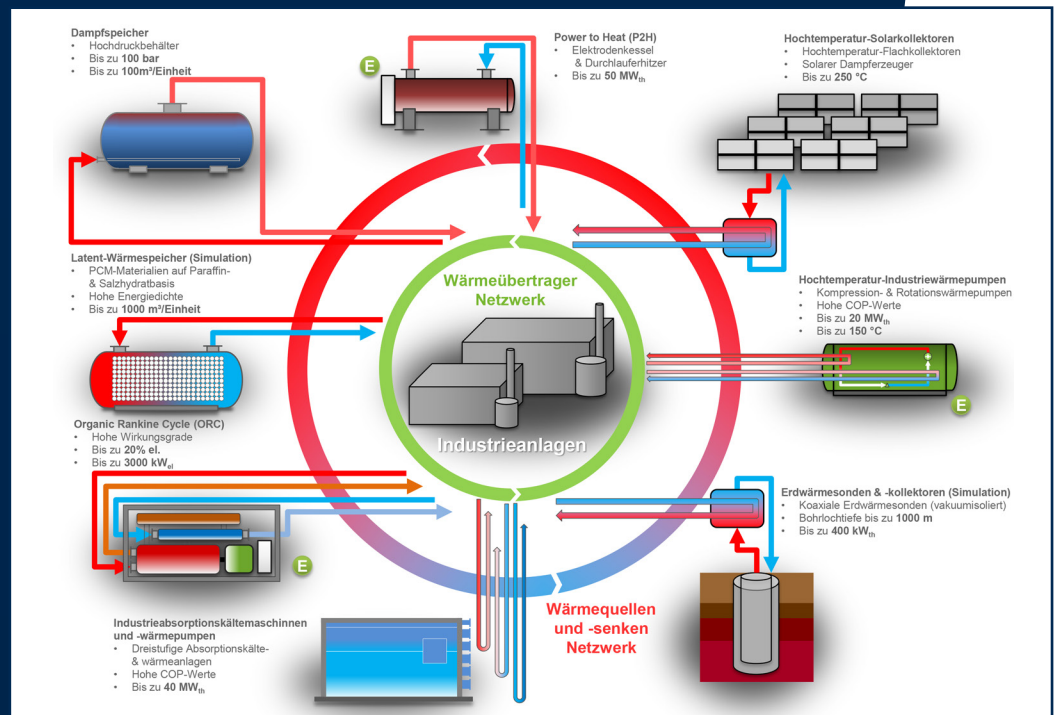 Dampfspeicher
• Hochdruckbehälter
• Bis zu 100 bar
• Bis zu 100m³/Einheit
E
Power to Heat (P2H)
• Elektrodenkessel
& Durchlauferhitzer
• Bis zu 50 MWth
Hochtemperatur-Solarkollektoren
• Hochtemperatur-Flachkollektoren
• Solarer Dampferzeuger
• Bis zu 250 °C
Latent-Wärmespeicher (Simulation)
• PCM-Materialien auf Paraffin-
& Salzhydratbasis
• Hohe Energiedichte
• Bis zu 1000 m³/Einheit
Wärmeübertrager
Netzwerk
Industrieanlagen
Hochtemperatur-Industriewärmepumpen
• Kompression- & Rotationswärmepumpen
• Hohe COP-Werte
• Bis zu 20 MWth
• Bis zu 150 °C
E
Organic Rankine Cycle (ORC)
• Hohe Wirkungsgrade
• Bis zu 20% el.
• Bis zu 3000 kWel
E
Erdwärmesonden & -kollektoren (Simulation)
• Koaxiale Erdwärmesonden (vakuumisoliert)
• Bohrlochtiefe bis zu 1000 m
• Bis zu 400 kWth
Industrieabsorptionskältemaschinnen
und -wärmepumpen
• Dreistufige Absorptionskälte-
& wärmeanlagen
• Hohe COP-Werte
• Bis zu 40 MWth
Wärmequellen
und -senken
Netzwerk